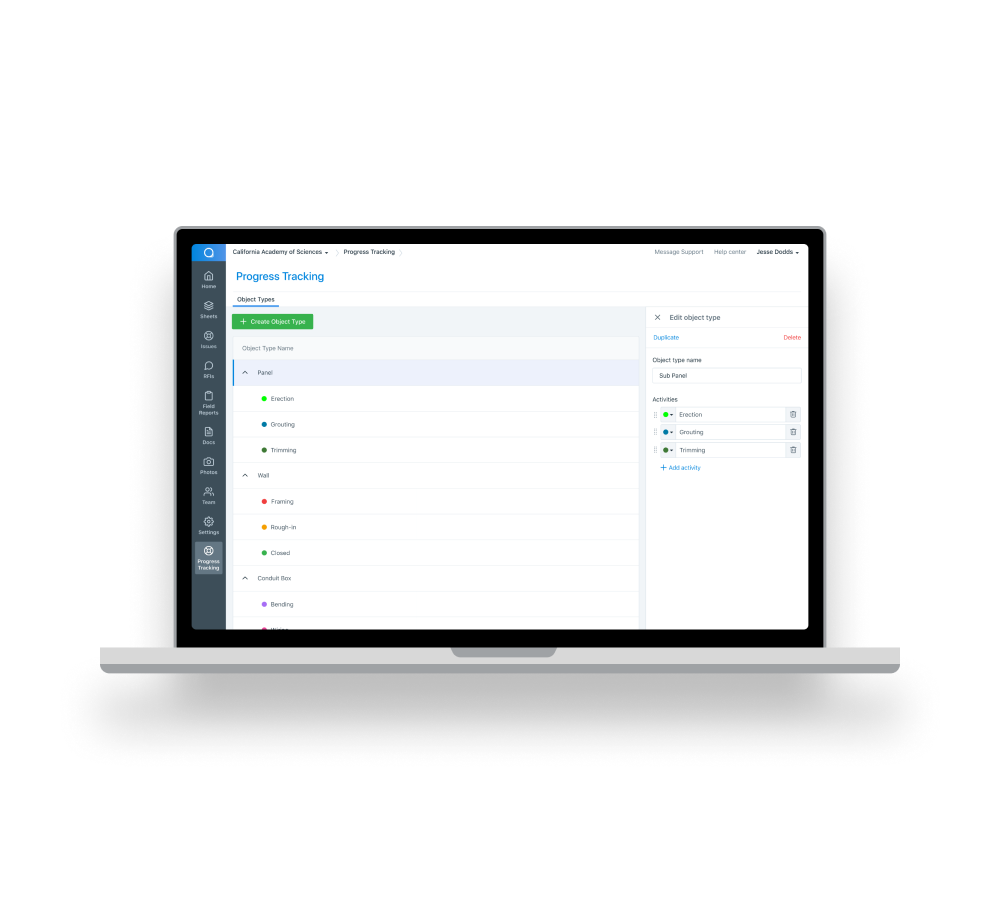 California Academy of Sciences
Progress Tracking
Message Support
Help center
Jesse Dodds
Home
Sheets
Issues
RFIs
Field
Reports
Docs
Photos
Team
Settings
Progress
Tracking
Progress Tracking
Object Types
Create Object Type
Object Type Name
Panel
Erection
Grouting
Trimming
Wall
Framing
Rough-in
Closed
Conduit Box
Bending
Edit object type
Duplicate
Delete
Object type name
Sub Panel
Activities
Erection
Grouting
Trimming
Add activity